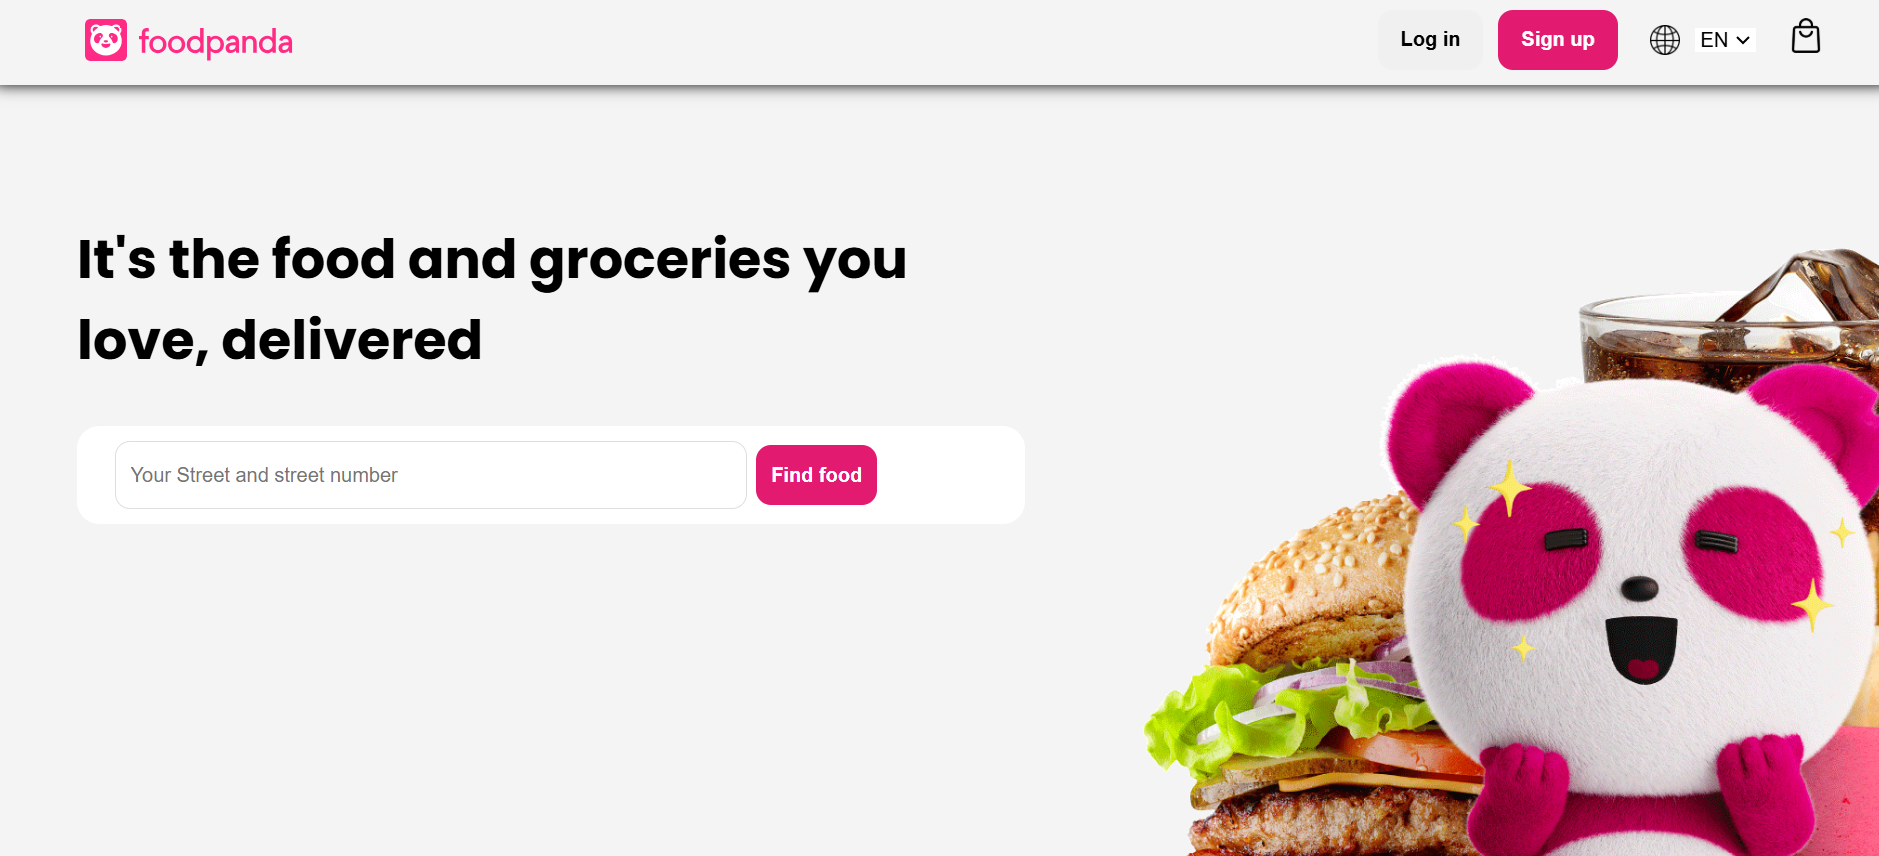 foodpanda
Log in
Sign up
EN
It's the food and groceries you
love, delivered
Your Street and street number
Find food